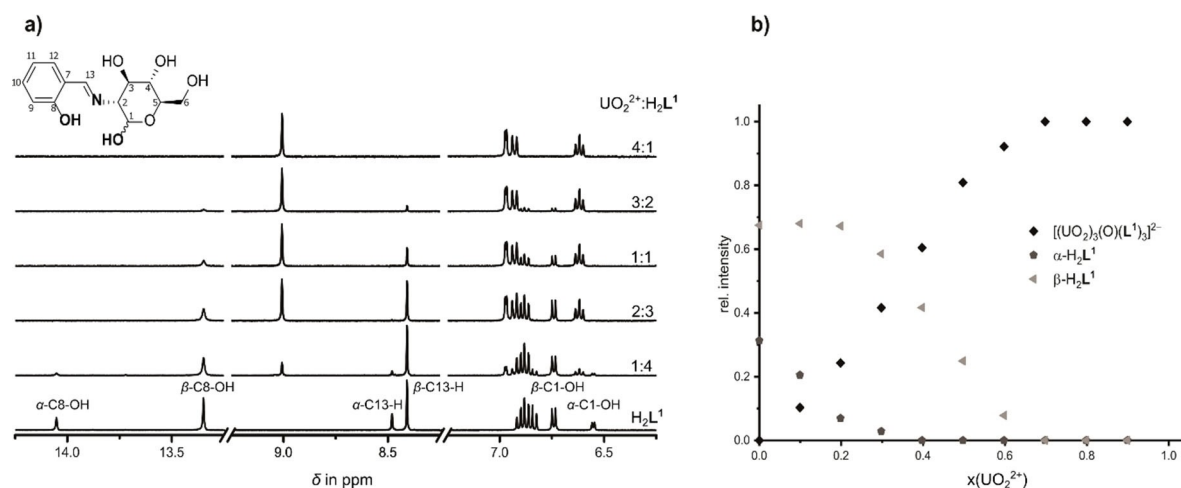 a)
b)
HO
OH
OH
11
12
10
7
13
3
4
6
9
8
N
2
5
OH
1
O
HO
UO₂²⁺:H₂L¹
4:1
3:2
1:1
2:3
1:4
β-C8-OH
β-C13-H
β-C1-OH
α-C8-OH
α-C13-H
α-C1-OH
H₂L¹
14.0
13.5
9.0
8.5
7.0
6.5
δ in ppm
1.0
0.8
0.6
0.4
0.2
0.0
rel. intensity
[(UO₂)₃(O)(L¹)₃]²⁻
α-H₂L¹
β-H₂L¹
0.0
0.2
0.4
0.6
0.8
1.0
x(UO₂²⁺)